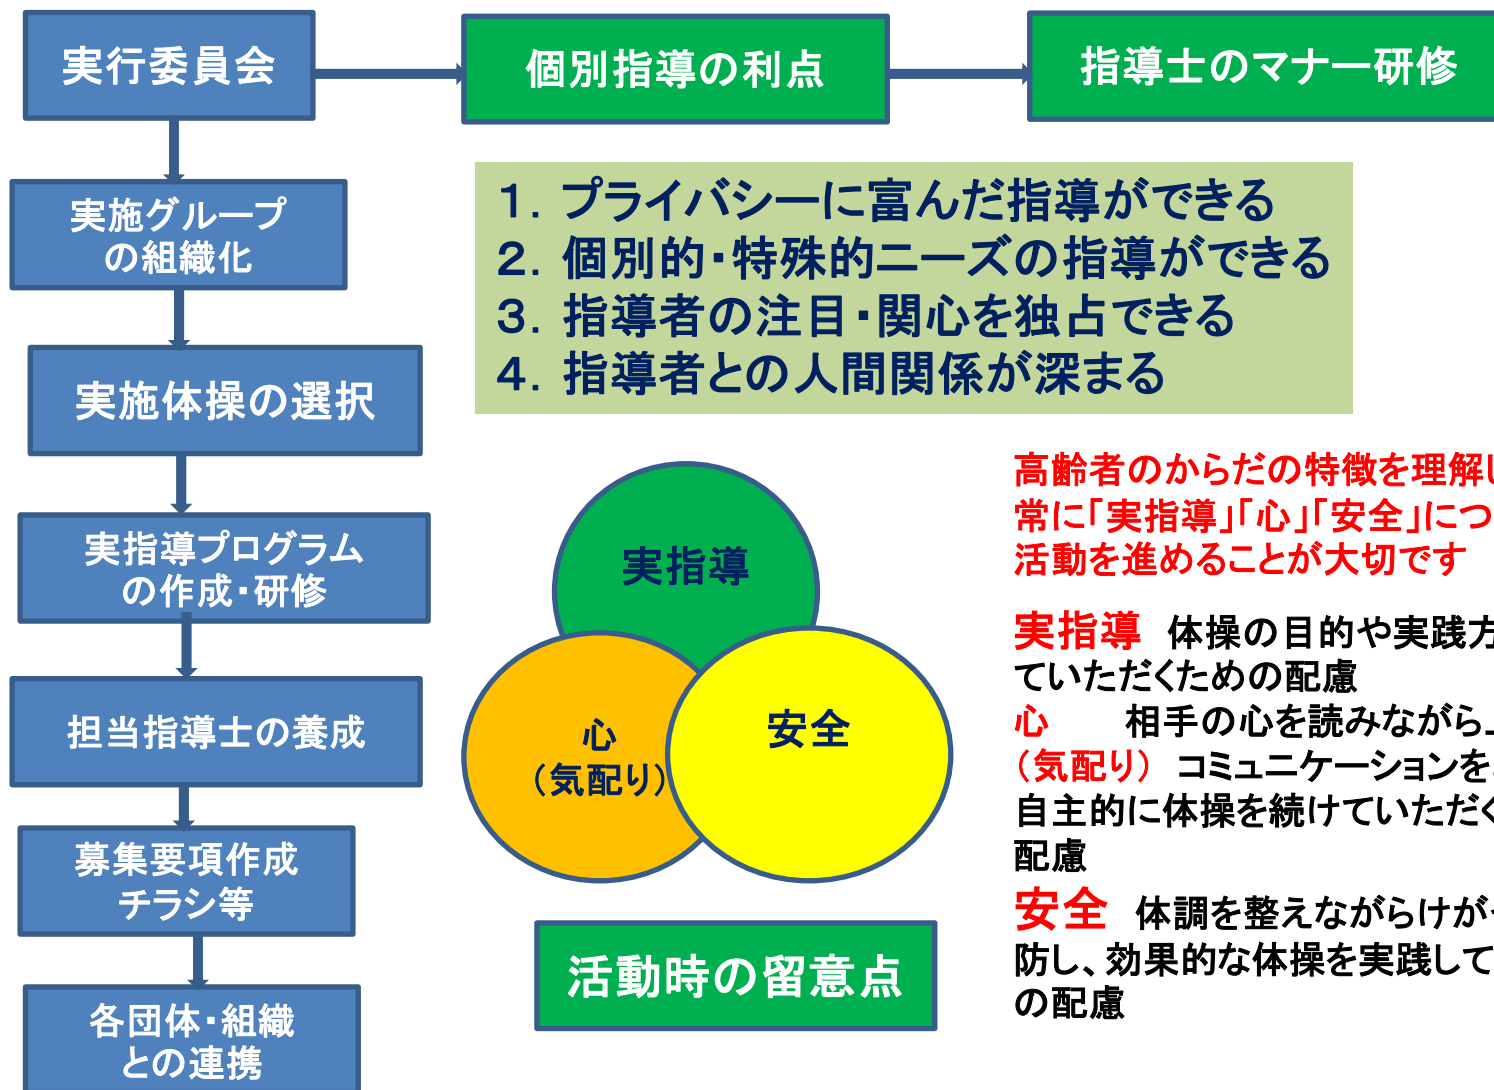 実行委員会
個別指導の利点
指導士のマナー研修
実施グループ
の組織化
実施体操の選択
実指導プログラム
の作成・研修
担当指導士の養成
募集要項作成
チラシ等
各団体・組織
との連携
１．プライバシーに富んだ指導ができる
２．個別的・特殊的ニーズの指導ができる
３．指導者の注目・関心を独占できる
４．指導者との人間関係が深まる
実指導
心
（気配り）
安全
活動時の留意点
高齢者のからだの特徴を理解し
常に「実指導」「心」「安全」につ
活動を進めることが大切です
実指導 体操の目的や実践方
ていただくための配慮
心 相手の心を読みながら
（気配り） コミュニケーションを
自主的に体操を続けていただく
配慮
安全 体調を整えながらけが
防し、効果的な体操を実践して
の配慮